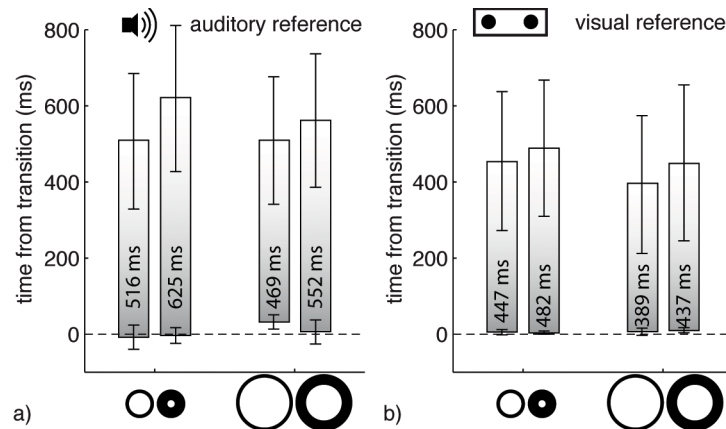 auditory reference
time from transition (ms)
800
600
400
200
0
516 ms
625 ms
469 ms
552 ms
a)
visual reference
time from transition (ms)
800
600
400
200
0
447 ms
482 ms
389 ms
437 ms
b)